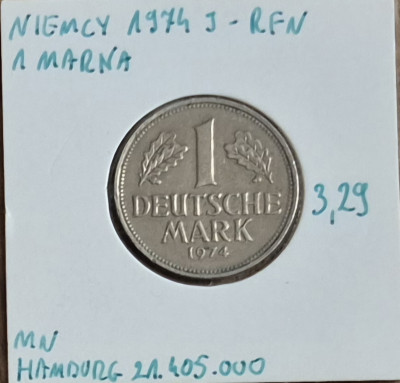 NIEMCY 1974 J - RFN
1 MARKA
1
DEUTSCHE
MARK
1974
3,29
MN
HAMBURG 21.405.000